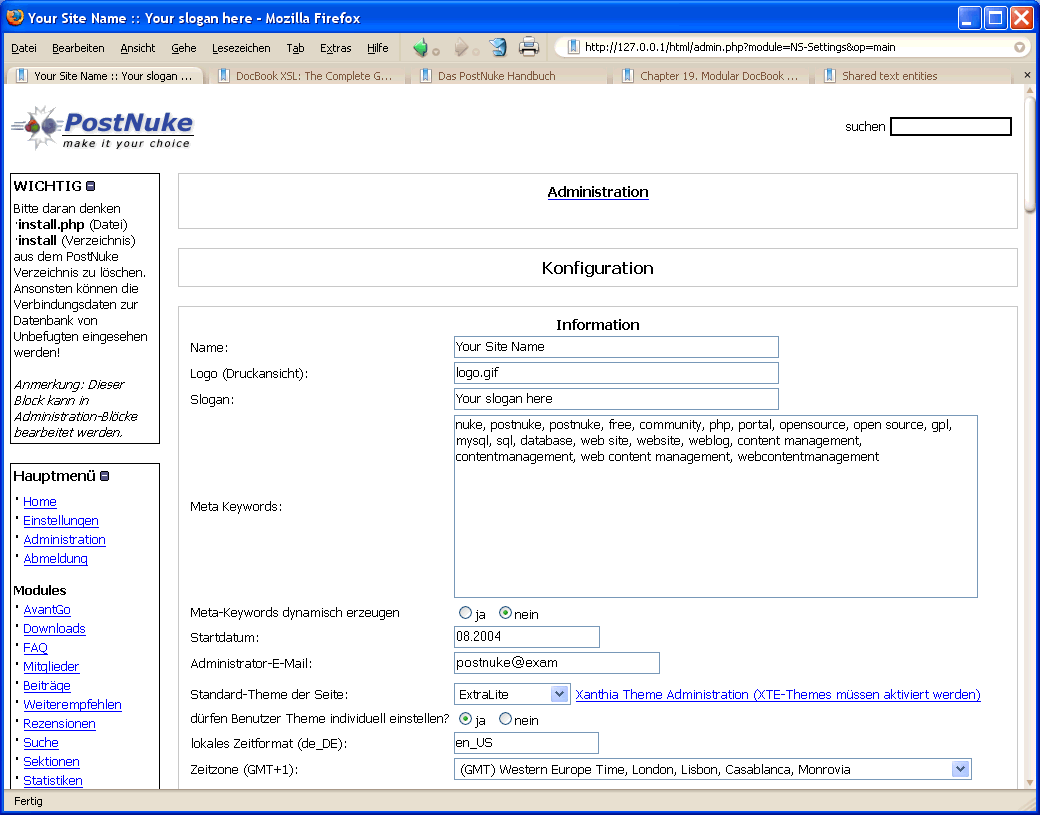 Your Site Name :: Your slogan here - Mozilla Firefox
Datei Bearbeiten Ansicht Gehe Lesezeichen Tab Extras Hilfe http://127.0.0.1/html/admin.php?module=NS-Settings&op=main
Your Site Name :: Your slogan ... DocBook XSL: The Complete G... Das PostNuke Handbuch Chapter 19. Modular DocBook ... Shared text entities
PostNuke
make it your choice
suchen
WICHTIG
Bitte daran denken
·install.php (Datei)
·install (Verzeichnis)
aus dem PostNuke
Verzeichnis zu löschen.
Ansonsten können die
Verbindungsdaten zur
Datenbank von
Unbefugten eingesehen
werden!
Anmerkung: Dieser
Block kann in
Administration-Blöcke
bearbeitet werden.
Hauptmenü
· Home
· Einstellungen
· Administration
· Abmeldung
Modules
· AvantGo
· Downloads
· FAQ
· Mitglieder
· Beiträge
· Weiterempfehlen
· Rezensionen
· Suche
· Sektionen
· Statistiken
Administration
Konfiguration
Information
Name: Your Site Name
Logo (Druckansicht): logo.gif
Slogan: Your slogan here
Meta Keywords:
nuke, postnuke, postnuke, free, community, php, portal, opensource, open source, gpl,
mysql, sql, database, web site, website, weblog, content management,
contentmanagement, web content management, webcontentmanagement
Meta-Keywords dynamisch erzeugen ja nein
Startdatum: 08.2004
Administrator-E-Mail: postnuke@exam
Standard-Theme der Seite: ExtraLite Xanthia Theme Administration (XTE-Themes müssen aktiviert werden)
dürfen Benutzer Theme individuell einstellen? ja nein
lokales Zeitformat (de_DE): en_US
Zeitzone (GMT+1): (GMT) Western Europe Time, London, Lisbon, Casablanca, Monrovia
Fertig